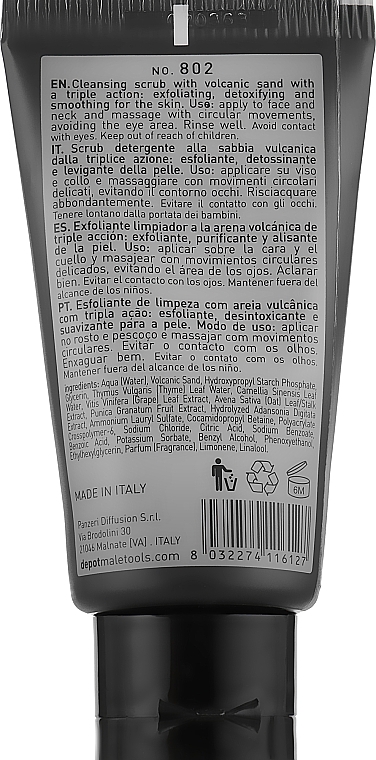 NO. 802
EN.Cleansing scrub with volcanic sand with
a triple action: exfoliating, detoxifying and
smoothing for the skin. Use: apply to face and
neck and massage with circular movements,
avoiding the eye area. Rinse well. Avoid contact
with eyes. Keep out of reach of children.
IT. Scrub detergente alla sabbia vulcanica
dalla triplice azione: esfoliante, detossinante
e levigante della pelle. Uso: applicare su viso
e collo e massaggiare con movimenti circolari
delicati, evitando il contorno occhi. Risciacquare
abbondantemente. Evitare il contatto con gli occhi.
Tenere lontano dalla portata dei bambini.
ES. Exfoliante limpiador a la arena volcánica de
triple acción: exfoliante, purificante y alisante
de la piel. Uso: aplicar sobre la cara y el
cuello y masajear con movimientos circulares
delicados, evitando el área de los ojos. Aclarar
bien. Evitar el contacto con los ojos. Mantener fuera del
alcance de los niños.
PT. Esfoliante de limpeza com areia vulcânica
com tripla ação: esfoliante, desintoxicante e
suavizante para a pele. Modo de uso: aplicar
no rosto e pescoço e massajar com movimentos
circulares. Evitar o contacto com os olhos.
Enxaguar bem. Evitar o contato com os olhos.
Mantener fuera del alcance de los niño.
Ingredients: Aqua (Water), Volcanic Sand, Hydroxypropyl Starch Phosphate,
Glycerin, Thymus Vulgaris (Thyme) Leaf Water, Camellia Sinensis Leaf
Water, Vitis Vinifera (Grape) Leaf Extract, Avena Sativa (Oat) Leaf/Stalk
Extract, Punica Granatum Fruit Extract, Hydrolyzed Adansonia Digitata
Extract, Ammonium Lauryl Sulfate, Cocamidopropyl Betaine, Polyacrylate
Crosspolymer-6, Sodium Chloride, Citric Acid, Sodium Benzoate,
Benzoic Acid, Potassium Sorbate, Benzyl Alcohol, Phenoxyethanol,
Ethylhexylglycerin, Parfum (Fragrance), Limonene, Linalool.
6M
MADE IN ITALY
Panzeri Diffusion S.r.l.
Via Brodolini 30
21046 Malnate (VA) . ITALY
depotmaletools.com
8 032274 116127